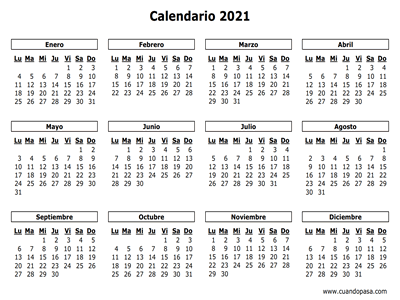 Calendario 2021
Enero
Lu Ma Mi Ju Vi Sa Do
1 2 3
4 5 6 7 8 9 10
11 12 13 14 15 16 17
18 19 20 21 22 23 24
25 26 27 28 29 30 31
Febrero
Lu Ma Mi Ju Vi Sa Do
1 2 3 4 5 6 7
8 9 10 11 12 13 14
15 16 17 18 19 20 21
22 23 24 25 26 27 28
Marzo
Lu Ma Mi Ju Vi Sa Do
1 2 3 4 5 6 7
8 9 10 11 12 13 14
15 16 17 18 19 20 21
22 23 24 25 26 27 28
29 30 31
Abril
Lu Ma Mi Ju Vi Sa Do
1 2 3 4
5 6 7 8 9 10 11
12 13 14 15 16 17 18
19 20 21 22 23 24 25
26 27 28 29 30
Mayo
Lu Ma Mi Ju Vi Sa Do
1 2
3 4 5 6 7 8 9
10 11 12 13 14 15 16
17 18 19 20 21 22 23
24 25 26 27 28 29 30
31
Junio
Lu Ma Mi Ju Vi Sa Do
1 2 3 4 5 6
7 8 9 10 11 12 13
14 15 16 17 18 19 20
21 22 23 24 25 26 27
28 29 30
Julio
Lu Ma Mi Ju Vi Sa Do
1 2 3 4
5 6 7 8 9 10 11
12 13 14 15 16 17 18
19 20 21 22 23 24 25
26 27 28 29 30 31
Agosto
Lu Ma Mi Ju Vi Sa Do
1
2 3 4 5 6 7 8
9 10 11 12 13 14 15
16 17 18 19 20 21 22
23 24 25 26 27 28 29
30 31
Septiembre
Lu Ma Mi Ju Vi Sa Do
1 2 3 4 5
6 7 8 9 10 11 12
13 14 15 16 17 18 19
20 21 22 23 24 25 26
27 28 29 30
Octubre
Lu Ma Mi Ju Vi Sa Do
1 2 3
4 5 6 7 8 9 10
11 12 13 14 15 16 17
18 19 20 21 22 23 24
25 26 27 28 29 30 31
Noviembre
Lu Ma Mi Ju Vi Sa Do
1 2 3 4 5 6 7
8 9 10 11 12 13 14
15 16 17 18 19 20 21
22 23 24 25 26 27 28
29 30
Diciembre
Lu Ma Mi Ju Vi Sa Do
1 2 3 4 5
6 7 8 9 10 11 12
13 14 15 16 17 18 19
20 21 22 23 24 25 26
27 28 29 30 31
www.cuandopasa.com